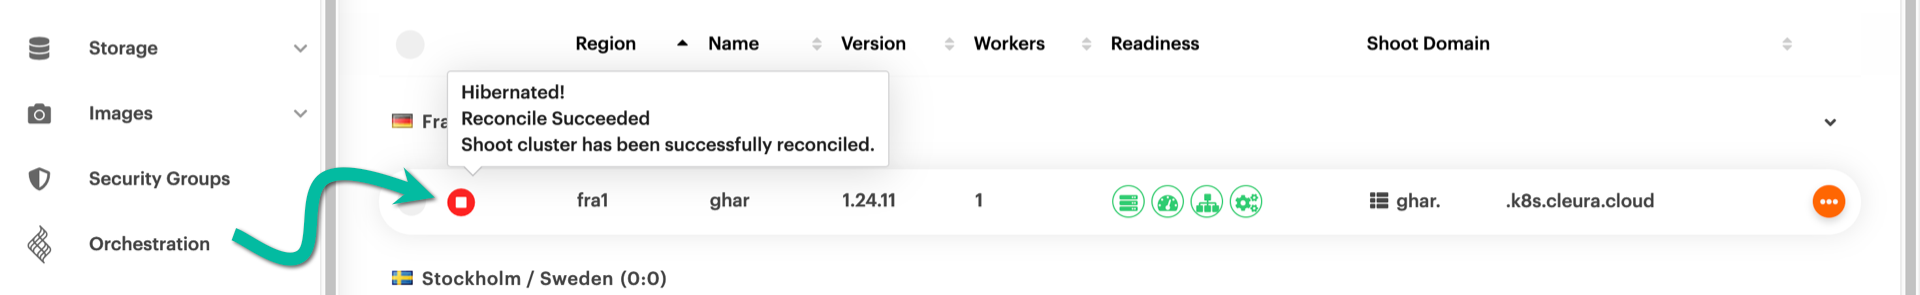 Storage
Images
Security Groups
Orchestration
Region Name Version Workers Readiness Shoot Domain
Hibernated!
Reconcile Succeeded
Shoot cluster has been successfully reconciled.
fra1 ghar 1.24.11 1 ghar. .k8s.cleura.cloud
Stockholm / Sweden (0:0)